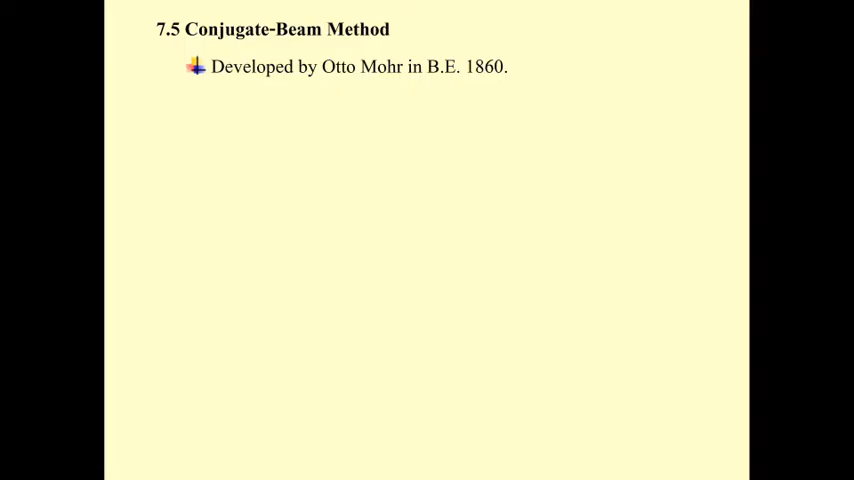 7.5 Conjugate-Beam Method
Developed by Otto Mohr in B.E. 1860.